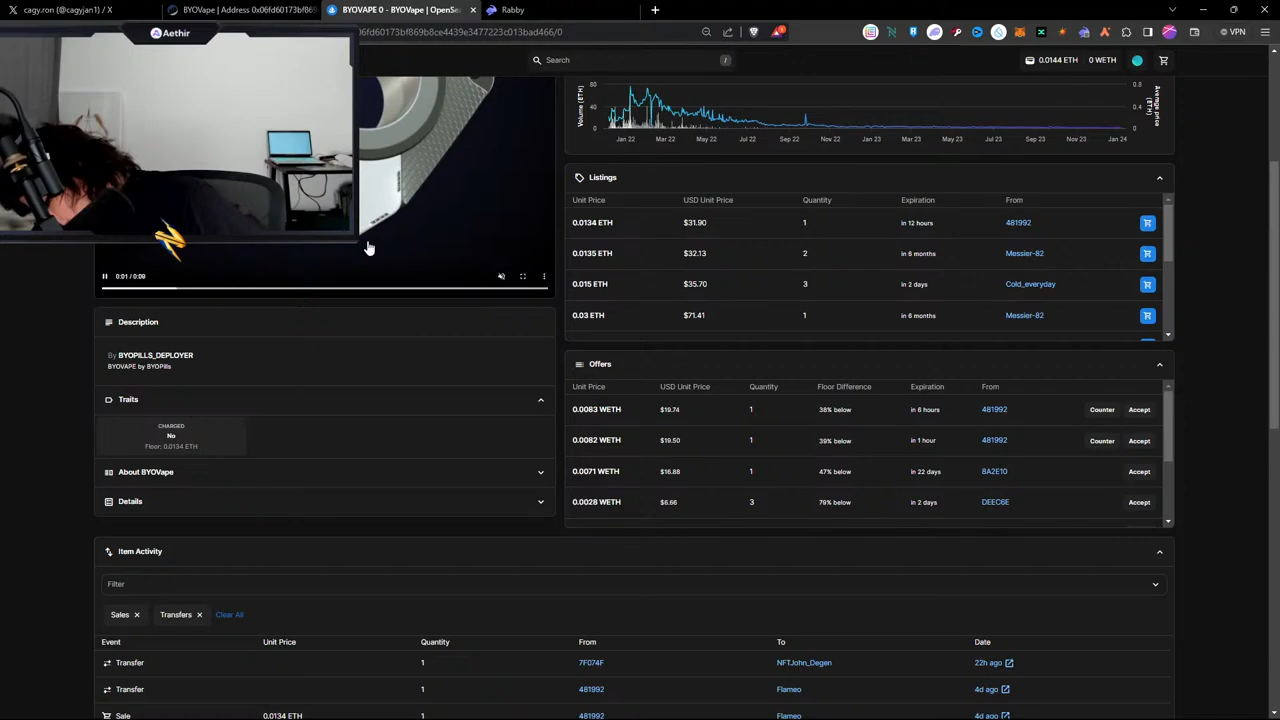 cagy.ron (@cagyjan1) / X
BYOVape | Address 0x06fd60173bf869
BYOVAPE 0 - BYOVape | OpenSea
Rabby
06fd60173bf869b8ce4439e3477223c013bad466/0
VPN
Aethir
Search
/
0.0144 ETH
0 WETH
Volume (ETH)
80
40
0
Average price (ETH)
0.8
0.4
0
Jan 22
Mar 22
May 22
Jul 22
Sep 22
Nov 22
Jan 23
Mar 23
May 23
Jul 23
Sep 23
Nov 23
Jan 24
0:01 / 0:09
Listings
Unit Price USD Unit Price Quantity Expiration From
0.0134 ETH $31.90 1 in 12 hours 481992
0.0135 ETH $32.13 2 in 6 months Messier-82
0.015 ETH $35.70 3 in 2 days Cold_everyday
0.03 ETH $71.41 1 in 6 months Messier-82
Description
By BYOPILLS_DEPLOYER
BYOVAPE by BYOPills
Traits
CHARGED
No
Floor: 0.0134 ETH
About BYOVape
Details
Offers
Unit Price USD Unit Price Quantity Floor Difference Expiration From
0.0083 WETH $19.74 1 38% below in 6 hours 481992 Counter Accept
0.0082 WETH $19.50 1 39% below in 1 hour 481992 Counter Accept
0.0071 WETH $16.88 1 47% below in 22 days 8A2E10 Accept
0.0028 WETH $6.66 3 79% below in 2 days DEEC6E Accept
Item Activity
Filter
Sales
Transfers
Clear All
Event Unit Price Quantity From To Date
Transfer 1 7F074F NFTJohn_Degen 22h ago
Transfer 1 481992 Flameo 4d ago
Sale 0.0134 ETH 1 481992 Flameo 4d ago